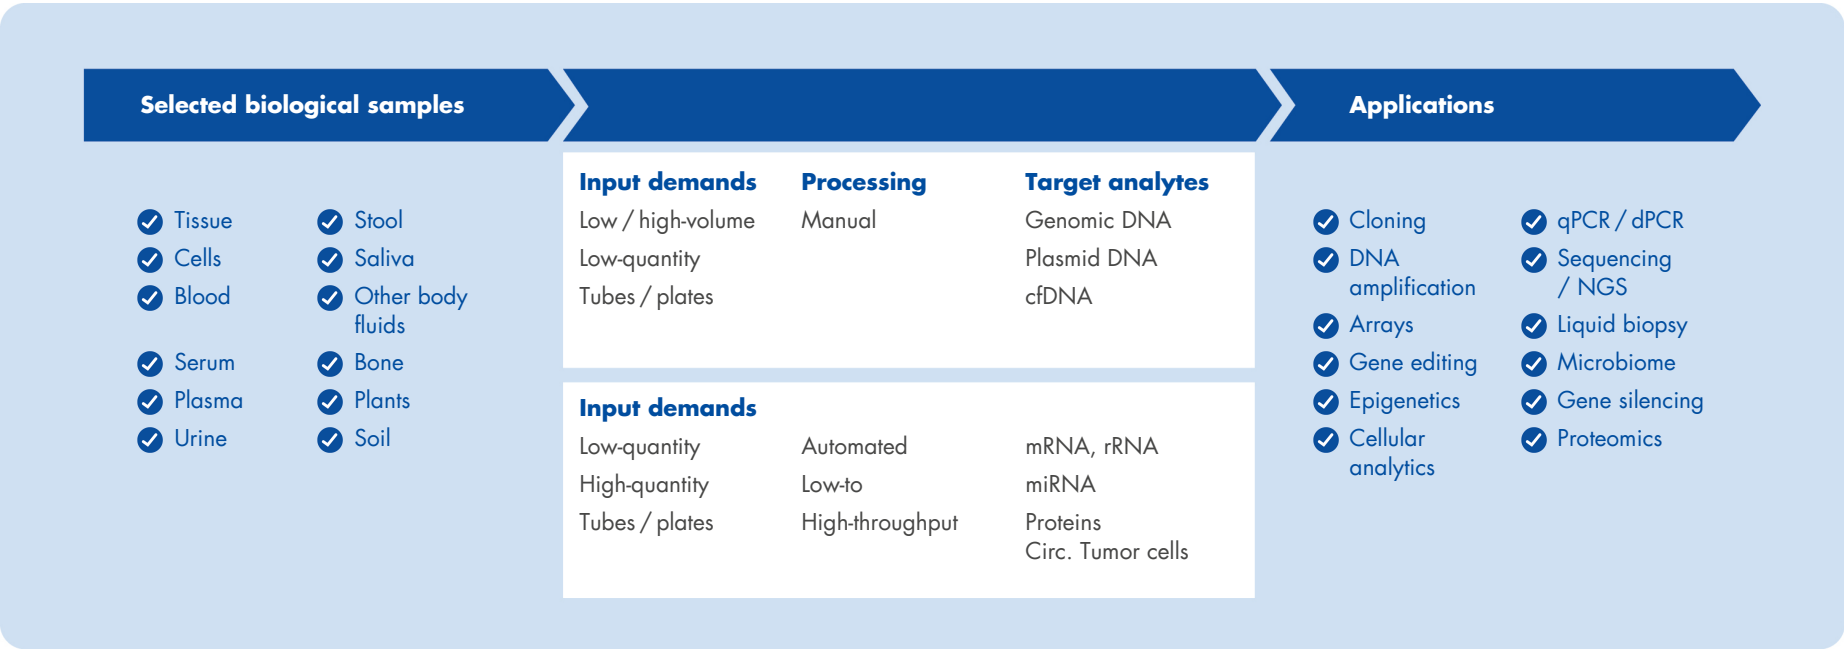 Selected biological samples
Applications
Tissue
Cells
Blood
Serum
Plasma
Urine
Stool
Saliva
Other body
fluids
Bone
Plants
Soil
Input demands
Low / high-volume
Low-quantity
Tubes / plates
Processing
Manual
Target analytes
Genomic DNA
Plasmid DNA
cfDNA
Input demands
Low-quantity
High-quantity
Tubes / plates
Automated
Low-to
High-throughput
mRNA, rRNA
miRNA
Proteins
Circ. Tumor cells
Cloning
DNA
amplification
Arrays
Gene editing
Epigenetics
Cellular
analytics
qPCR / dPCR
Sequencing
/ NGS
Liquid biopsy
Microbiome
Gene silencing
Proteomics